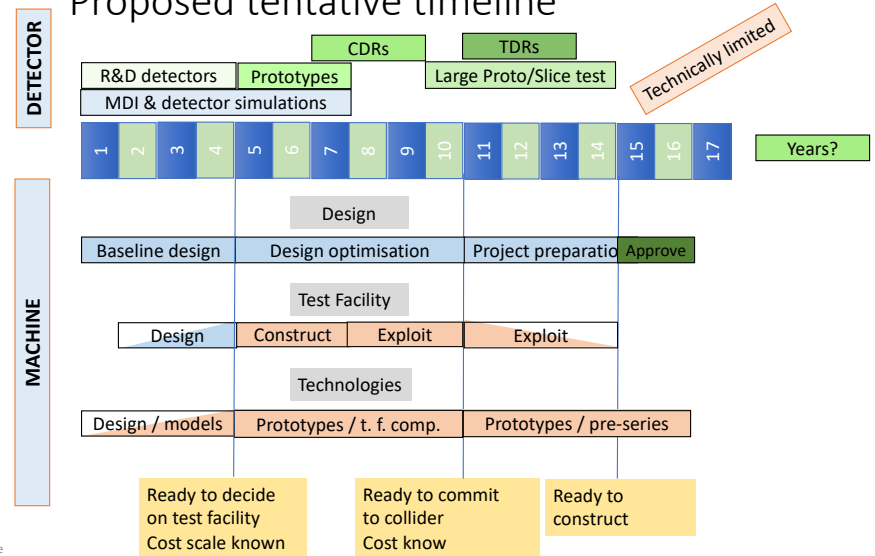 Proposed tentative timeline
DETECTOR
CDRs
TDRs
Technically limited
R&D detectors
Prototypes
Large Proto/Slice test
MDI & detector simulations
1 2 3 4 5 6 7 8 9 10 11 12 13 14 15 16 17
Years?
MACHINE
Design
Baseline design
Design optimisation
Project preparatio
Approve
Test Facility
Design
Construct
Exploit
Exploit
Technologies
Design / models
Prototypes / t. f. comp.
Prototypes / pre-series
Ready to decide
on test facility
Cost scale known
Ready to commit
to collider
Cost know
Ready to
construct
e